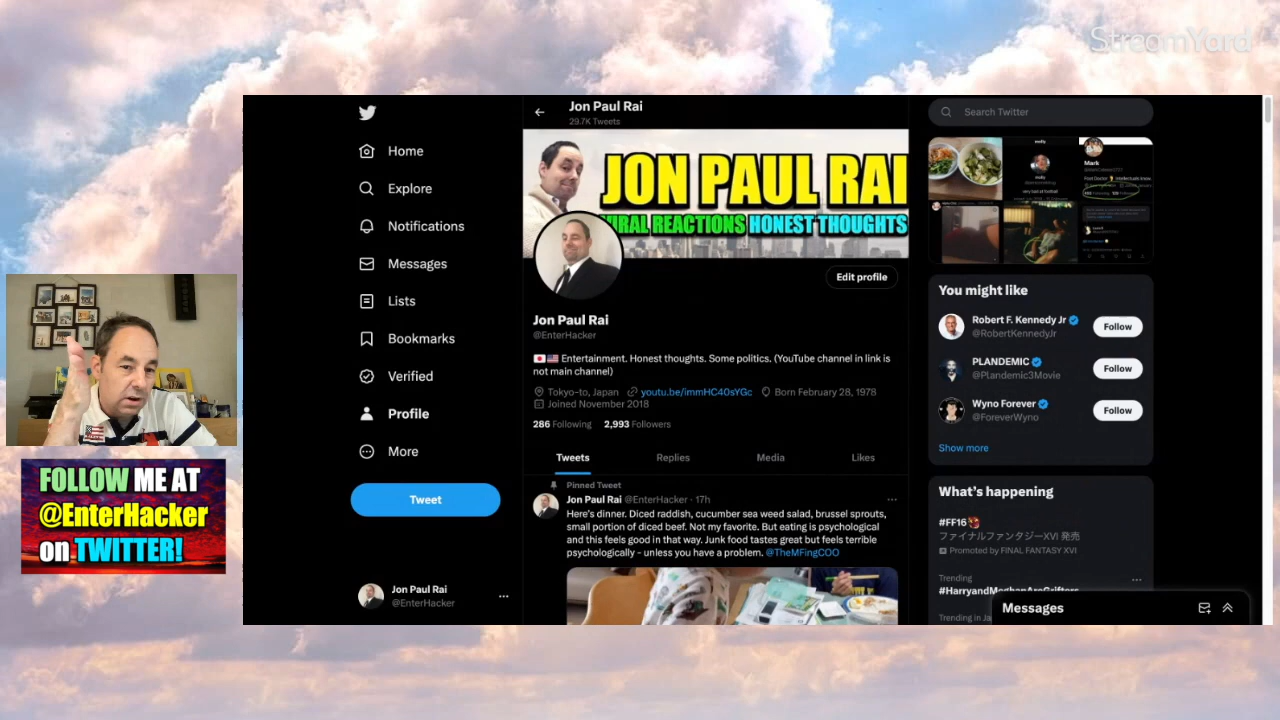 StreamYard
Jon Paul Rai
29.7K Tweets
Search Twitter
Home
Explore
Notifications
Messages
Lists
Bookmarks
Verified
Profile
More
Tweet
Jon Paul Rai
@EnterHacker
JON PAUL RAI
VIRAL REACTIONS HONEST THOUGHTS
Edit profile
Jon Paul Rai
@EnterHacker
Entertainment. Honest thoughts. Some politics. (YouTube channel in link is
not main channel)
Tokyo-to, Japan youtu.be/immHC40sYGc Born February 28, 1978
Joined November 2018
286 Following 2,993 Followers
Tweets Replies Media Likes
Pinned Tweet
Jon Paul Rai @EnterHacker · 17h
Here's dinner. Diced raddish, cucumber sea weed salad, brussel sprouts,
small portion of diced beef. Not my favorite. But eating is psychological
and this feels good in that way. Junk food tastes great but feels terrible
psychologically - unless you have a problem. @TheMFingCOO
Mark
You might like
Robert F. Kennedy Jr
@RobertKennedyJr
Follow
PLANDEMIC
@Plandemic3Movie
Follow
Wyno Forever
@ForeverWyno
Follow
Show more
What's happening
#FF16
ファイナルファンタジーXVI 発売
Promoted by FINAL FANTASY XVI
Trending
#HarryandMeghanAreGrifters
Trending in Ja
Messages
FOLLOW ME AT
@EnterHacker
on TWITTER!